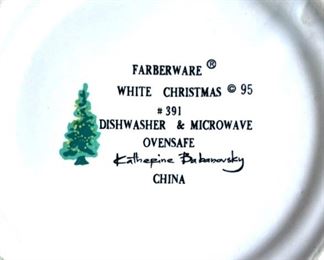 FARBERWARE ®
WHITE CHRISTMAS © 95
# 391
DISHWASHER & MICROWAVE
OVENSAFE
Katherine Babanovsky
CHINA